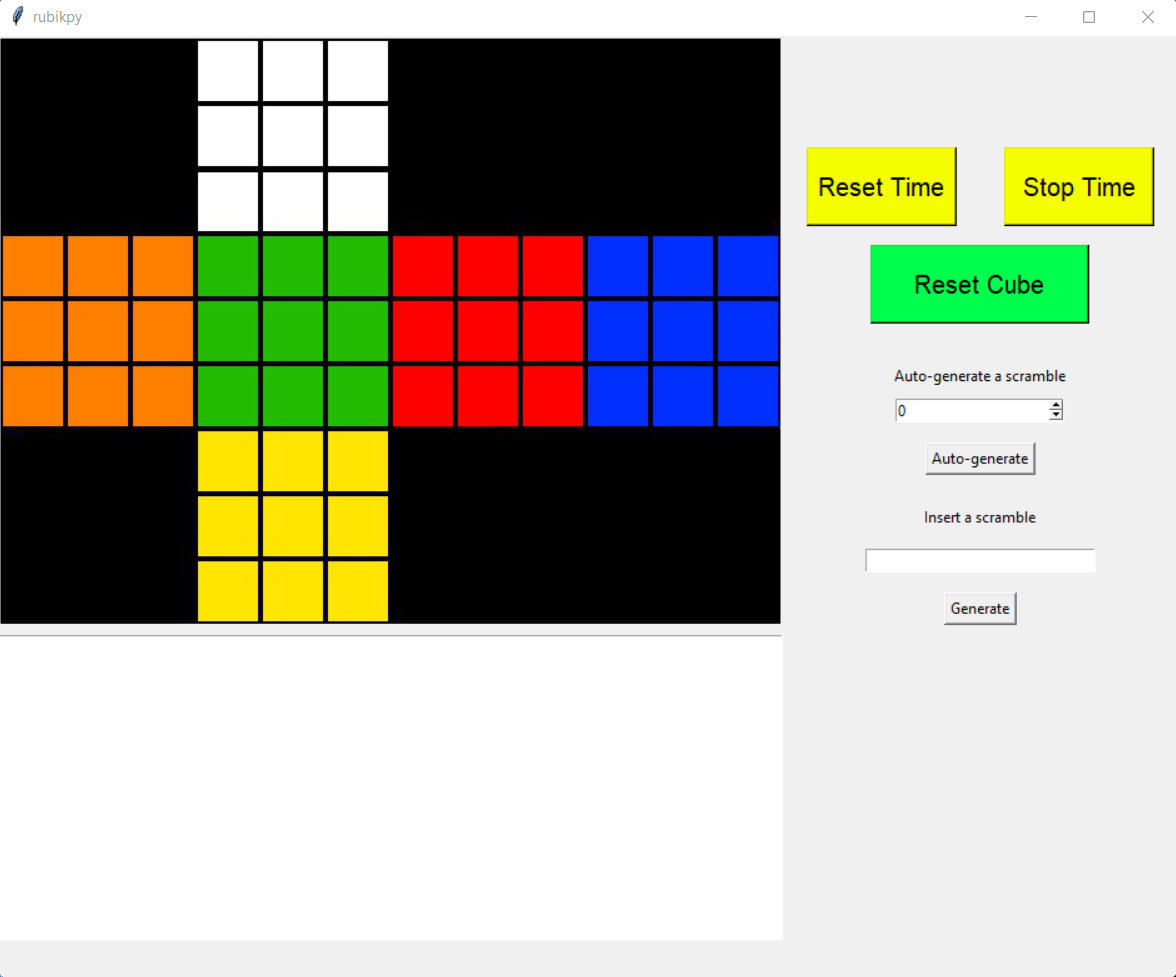 rubikpy
Reset Time
Stop Time
Reset Cube
Auto-generate a scramble
0
Auto-generate
Insert a scramble
Generate